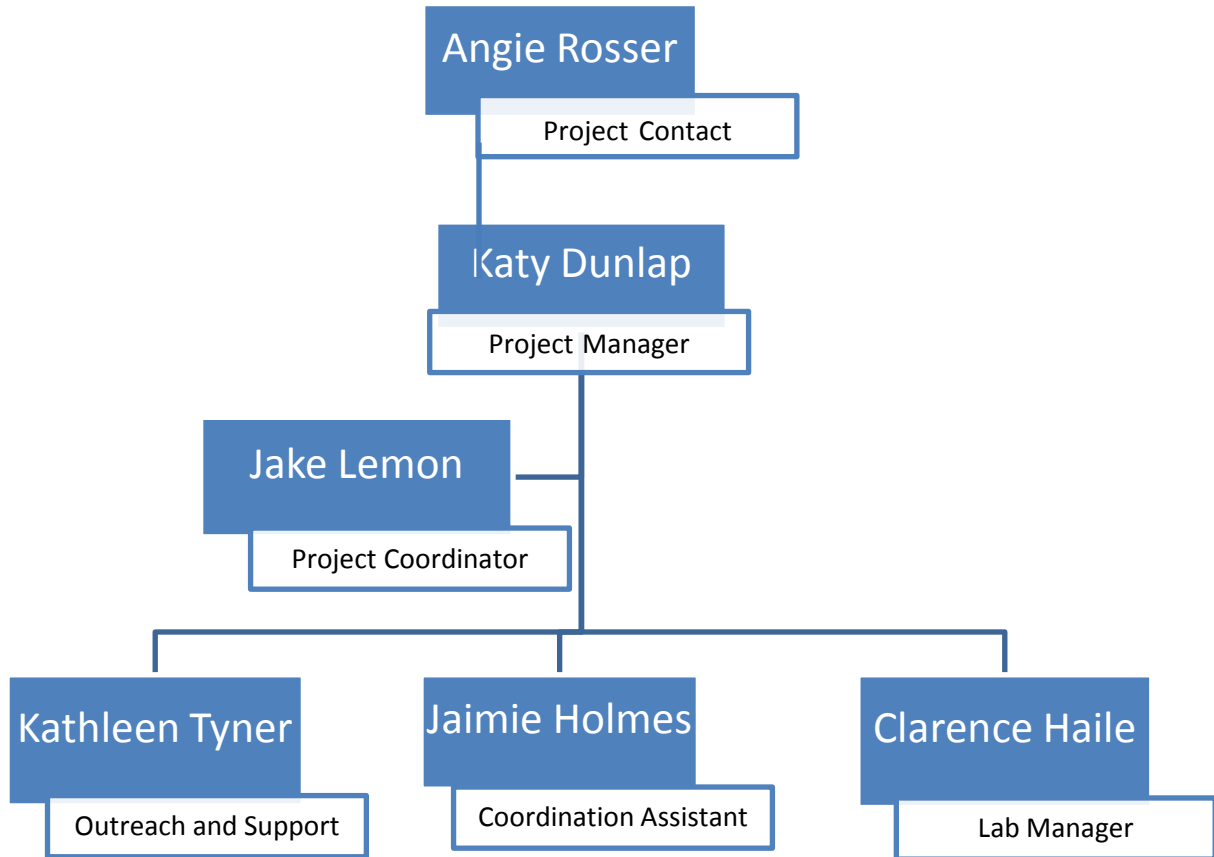 Angie Rosser
Project Contact
Katy Dunlap
Project Manager
Jake Lemon
Project Coordinator
Kathleen Tyner
Outreach and Support
Jaimie Holmes
Coordination Assistant
Clarence Haile
Lab Manager